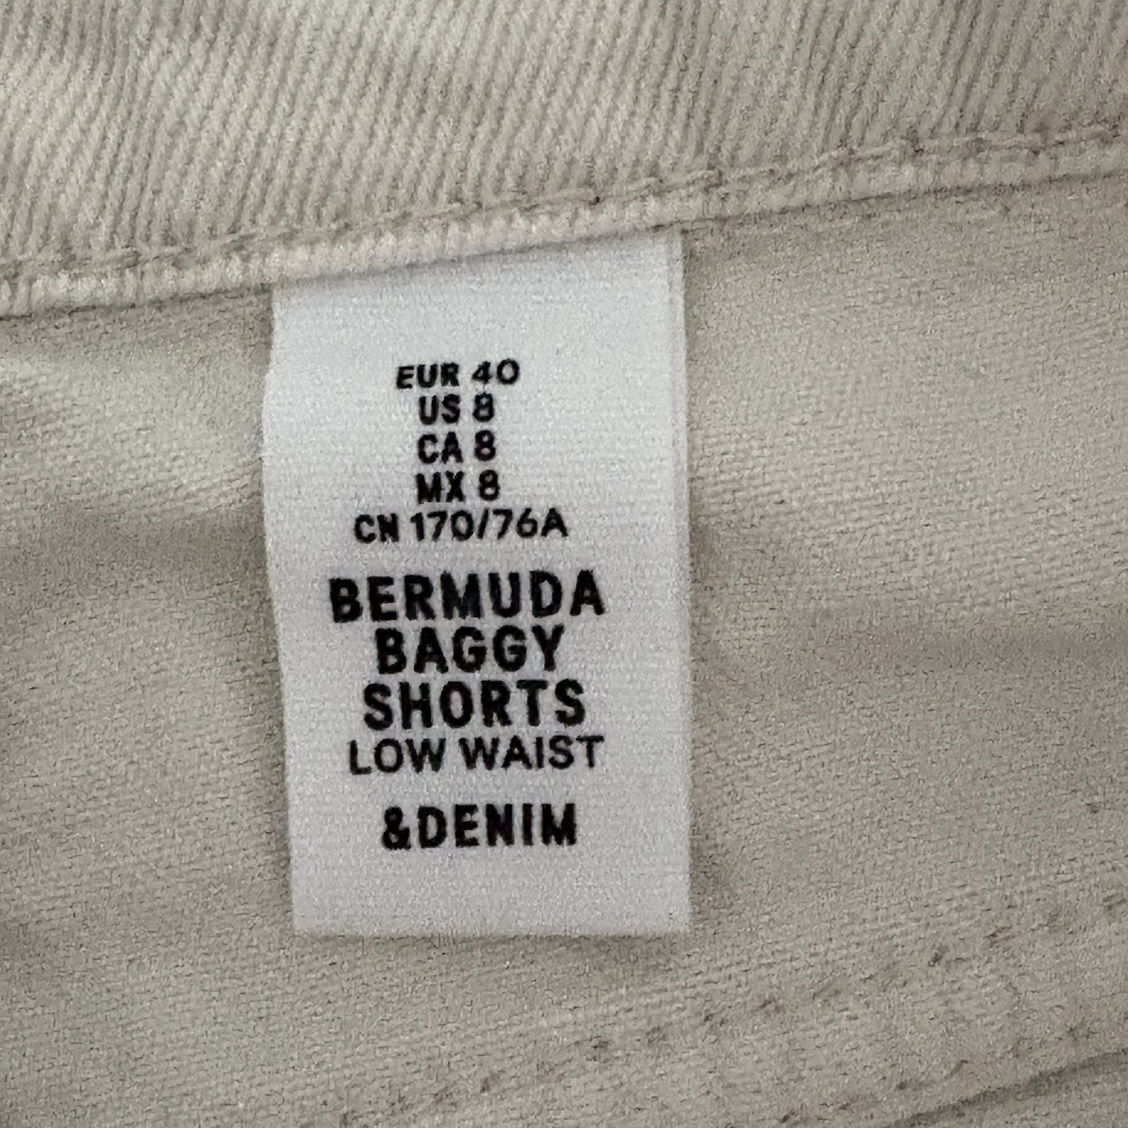 EUR 40
US 8
CA 8
MX 8
CN 170/76A
BERMUDA
BAGGY
SHORTS
LOW WAIST
&DENIM